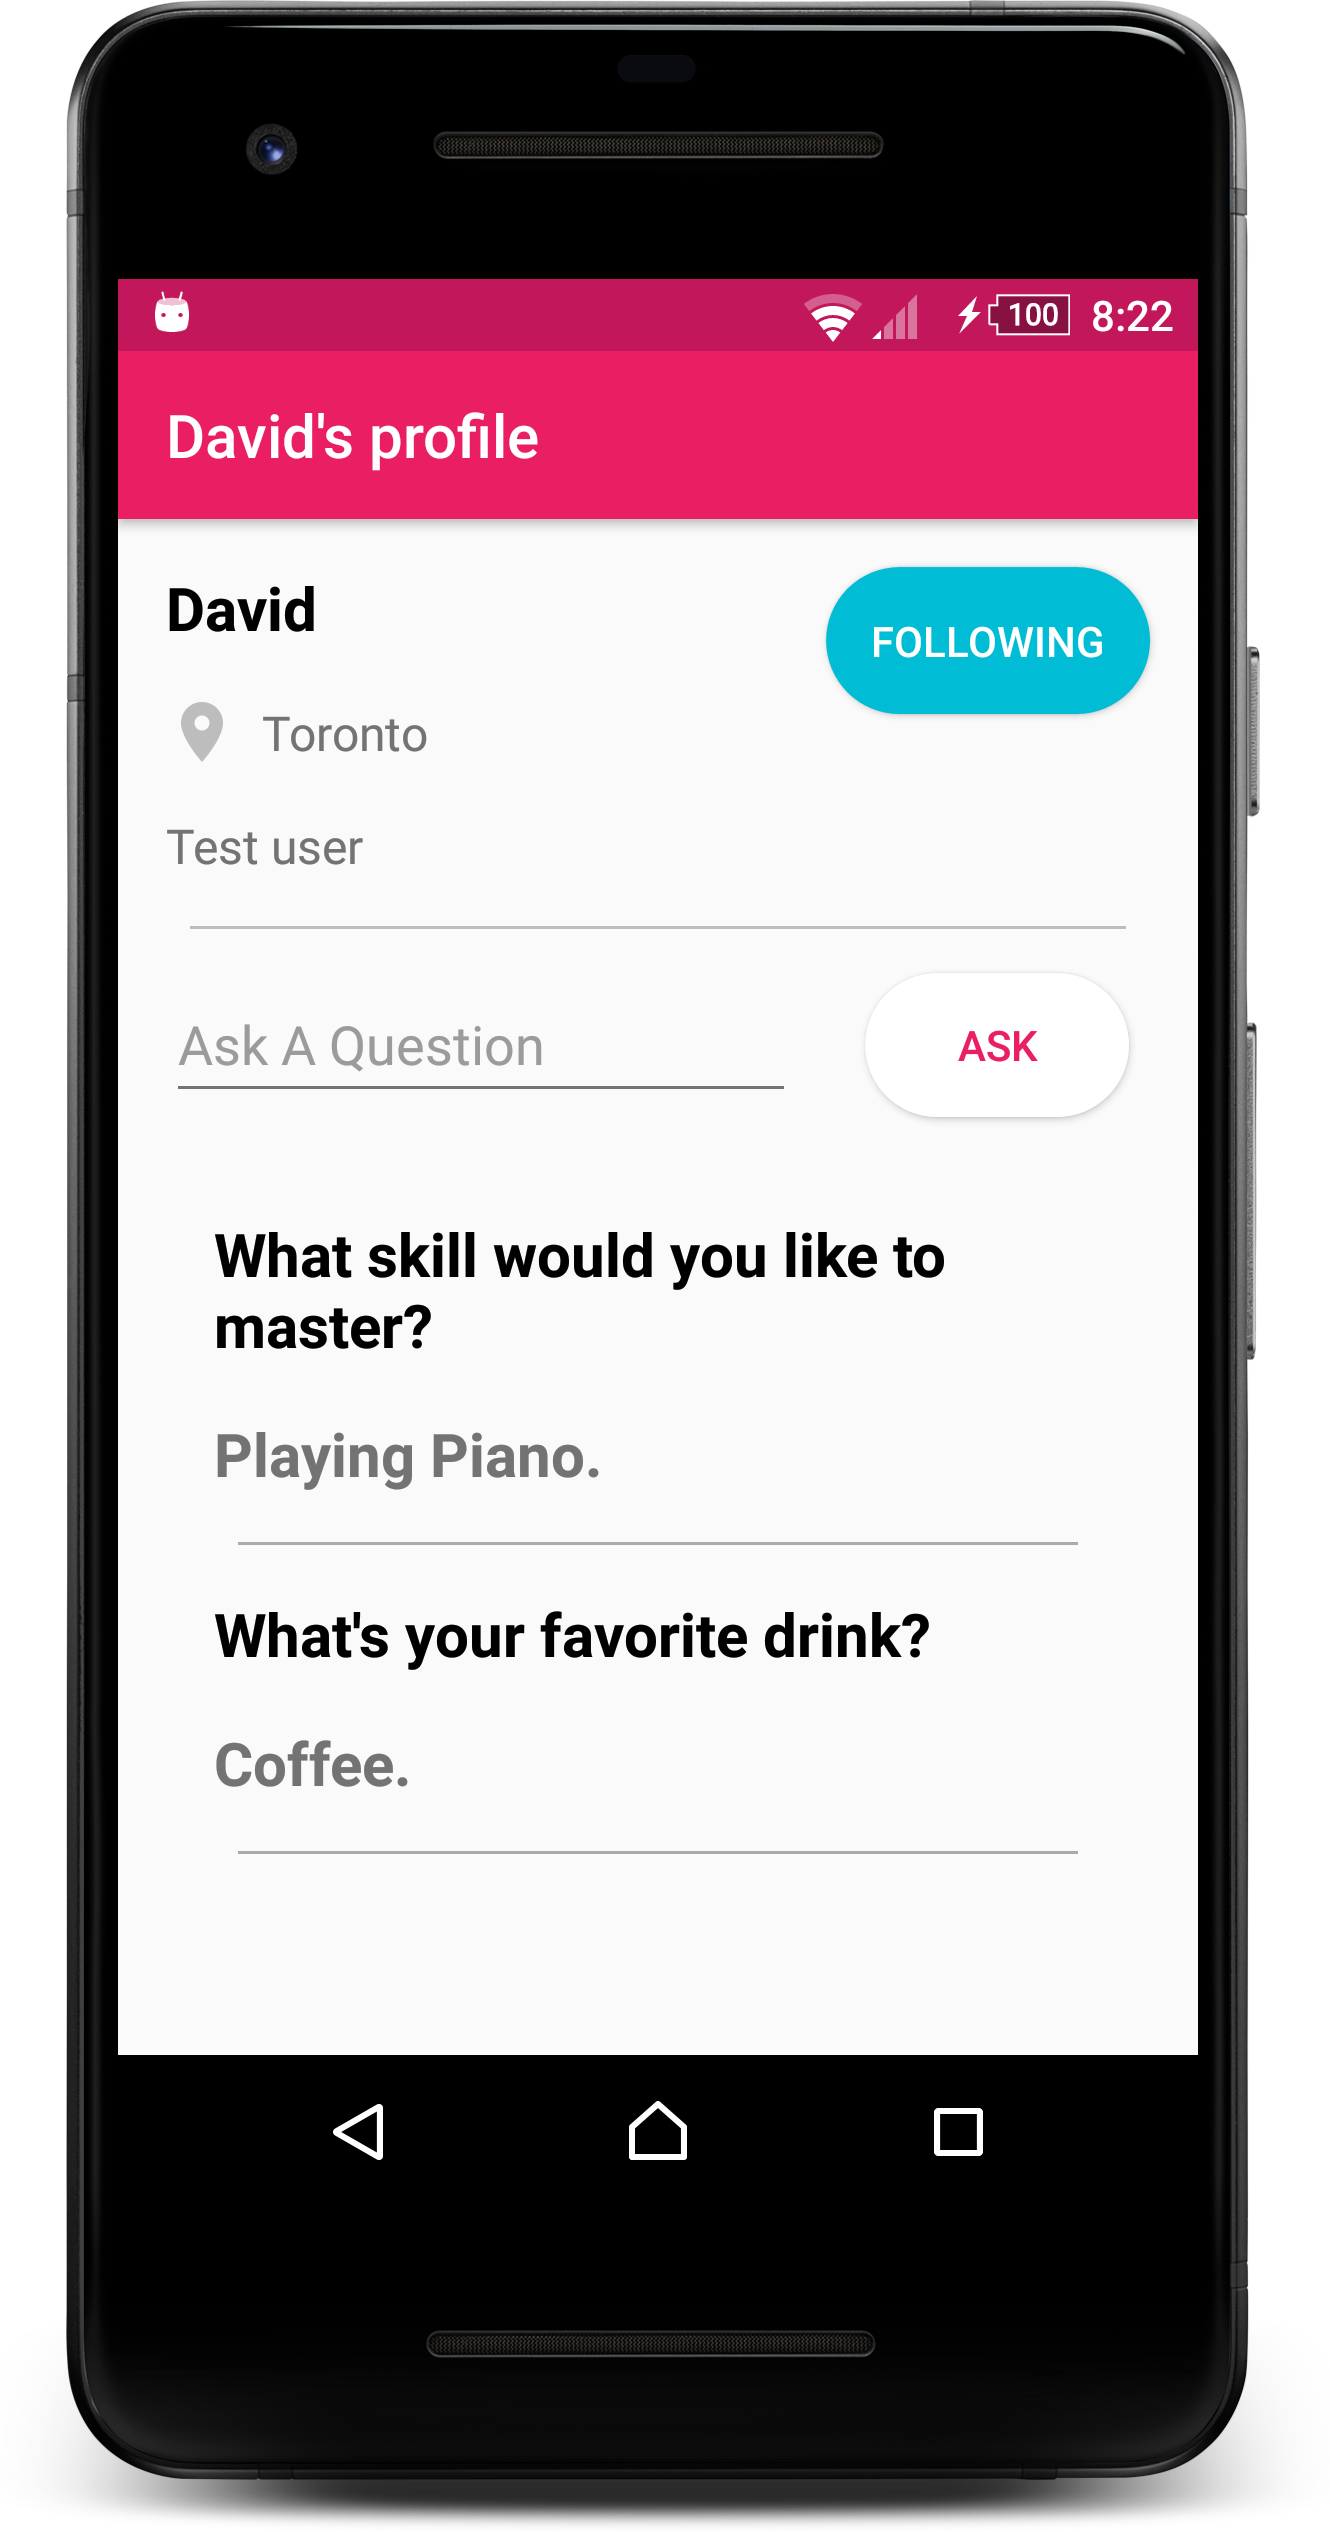 100 8:22
David's profile
David
FOLLOWING
Toronto
Test user
Ask A Question
ASK
What skill would you like to
master?
Playing Piano.
What's your favorite drink?
Coffee.